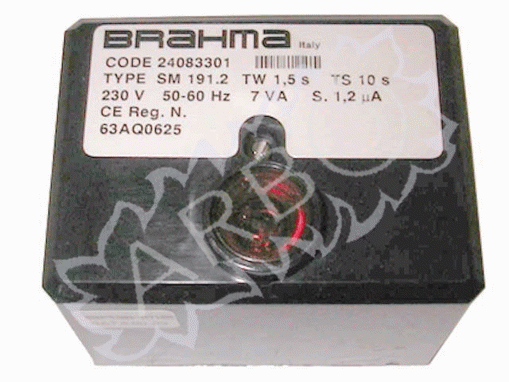 BRAHMA Italy
CODE 24083301
TYPE SM 191.2 TW 1,5 s TS 10 s
230 V 50-60 Hz 7 VA S. 1,2 µA
CE Reg. N.
63AQ0625
ARBO